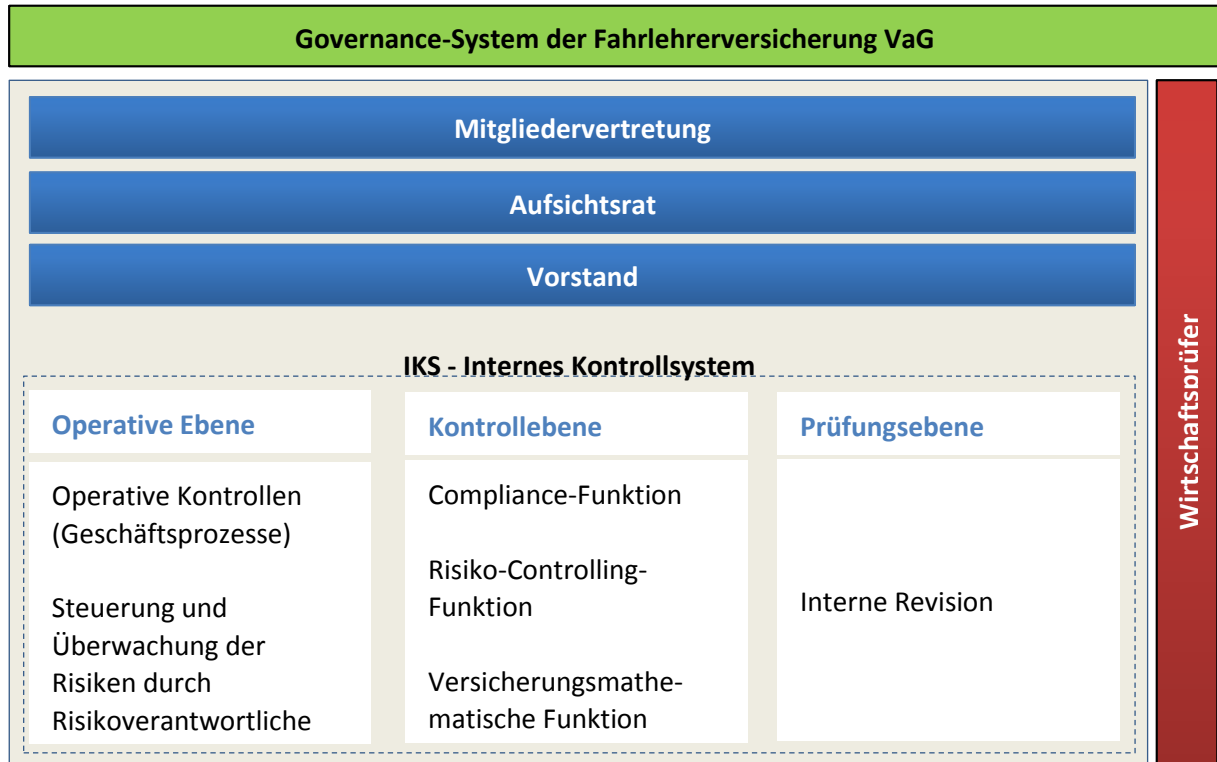 Governance-System der Fahrlehrerversicherung VaG
Mitgliedervertretung
Aufsichtsrat
Vorstand
IKS - Internes Kontrollsystem
Operative Ebene
Operative Kontrollen
(Geschäftsprozesse)
Steuerung und
Überwachung der
Risiken durch
Risikoverantwortliche
Kontrollebene
Compliance-Funktion
Risiko-Controlling-
Funktion
Versicherungsmathe-
matische Funktion
Prüfungsebene
Interne Revision
Wirtschaftsprüfer